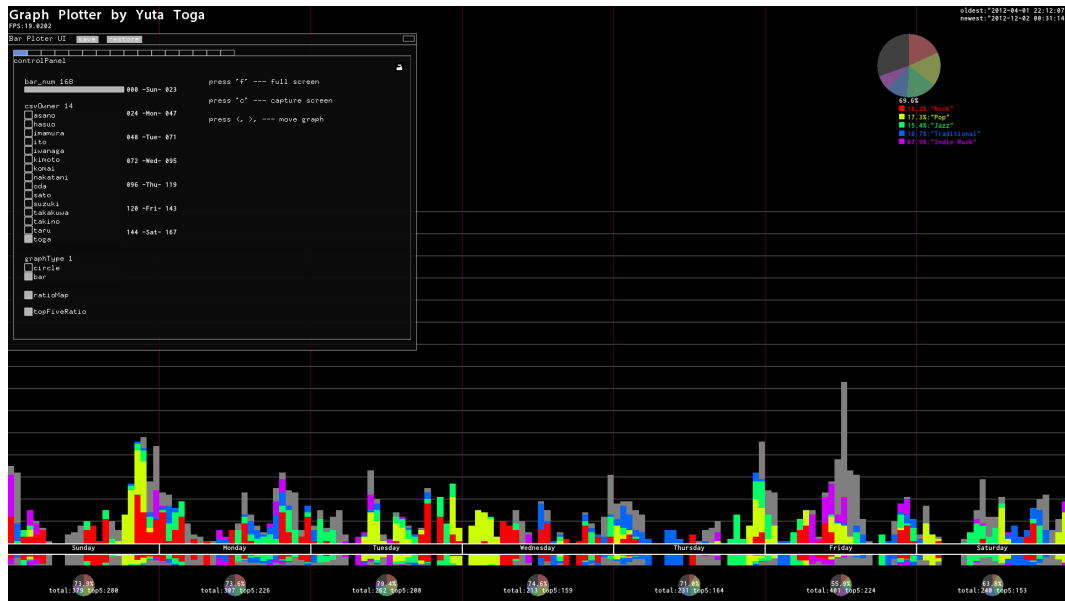 Graph Plotter by Yuta Toga
FPS:19.0202
oldest:"2012-04-01 22:12:07
newest:"2012-12-02 00:31:14
Bar Ploter UI save restore
controlPanel
bar_num 168
000 -Sun- 023
024 -Mon- 047
048 -Tue- 071
072 -Wed- 095
096 -Thu- 119
120 -Fri- 143
144 -Sat- 167
press "f" --- full screen
press "c" --- capture screen
press <, >, --- move graph
csvOwner 14
asano
hasuo
imamura
ito
iwanaga
kimoto
komai
nakatani
oda
sato
suzuki
takakuwa
takino
taru
toga
graphType 1
circle
bar
ratioMap
topFiveRatio
69.6%
18.2%:"Rock"
17.3%:"Pop"
15.4%:"Jazz"
10.7%:"Traditional"
07.9%:"Indie Rock"
Sunday Monday Tuesday Wednesday Thursday Friday Saturday
73.9% 73.6% 79.4% 74.6% 71.0% 55.9% 63.8%
total:379 top5:280 total:307 top5:226 total:262 top5:208 total:213 top5:159 total:231 top5:164 total:401 top5:224 total:240 top5:153